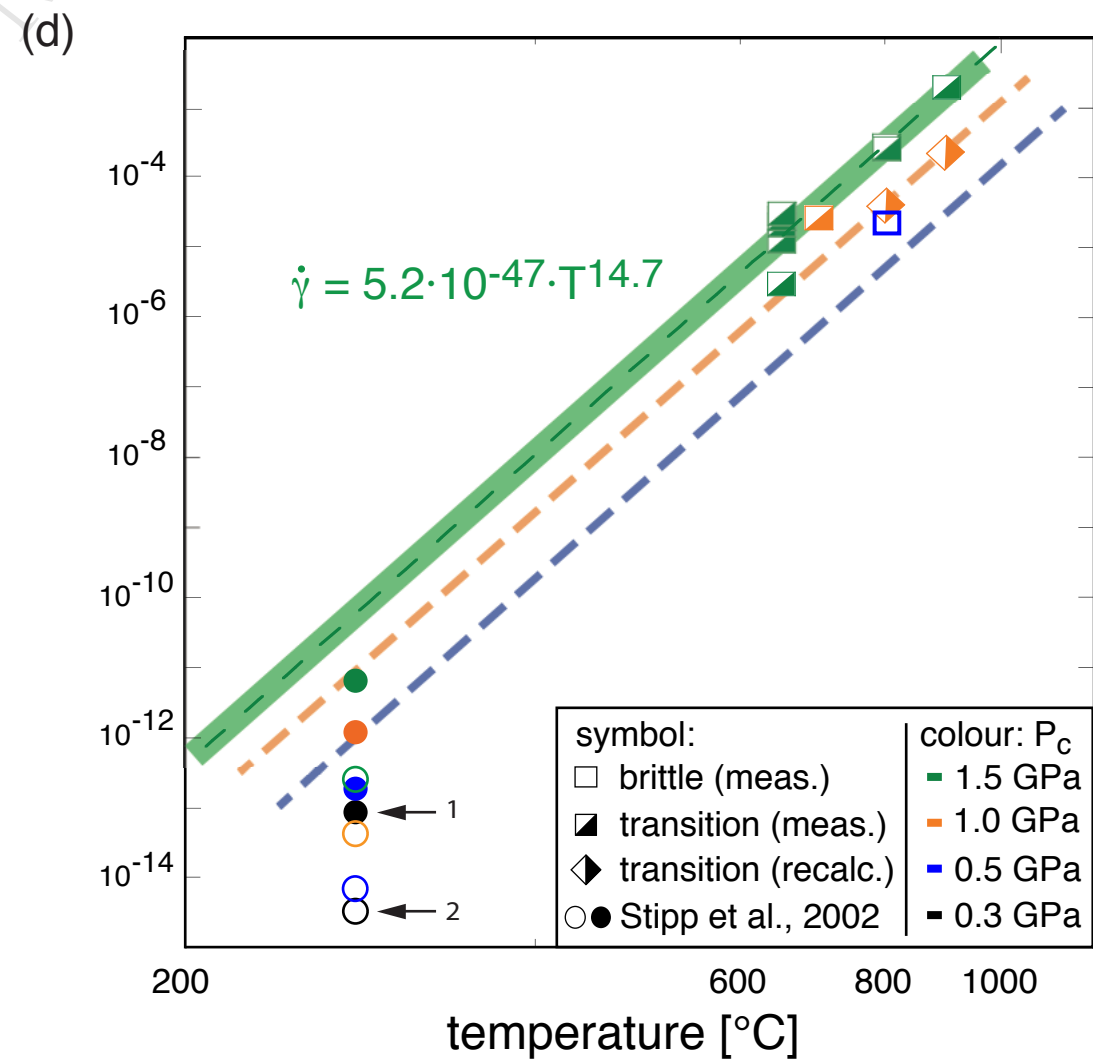 (d)
10-4
γ̇ = 5.2·10-47·T14.7
10-6
10-8
10-10
10-12
10-14
1
2
symbol:
brittle (meas.)
transition (meas.)
transition (recalc.)
Stipp et al., 2002
colour: Pc
1.5 GPa
1.0 GPa
0.5 GPa
0.3 GPa
200 600 800 1000
temperature [°C]